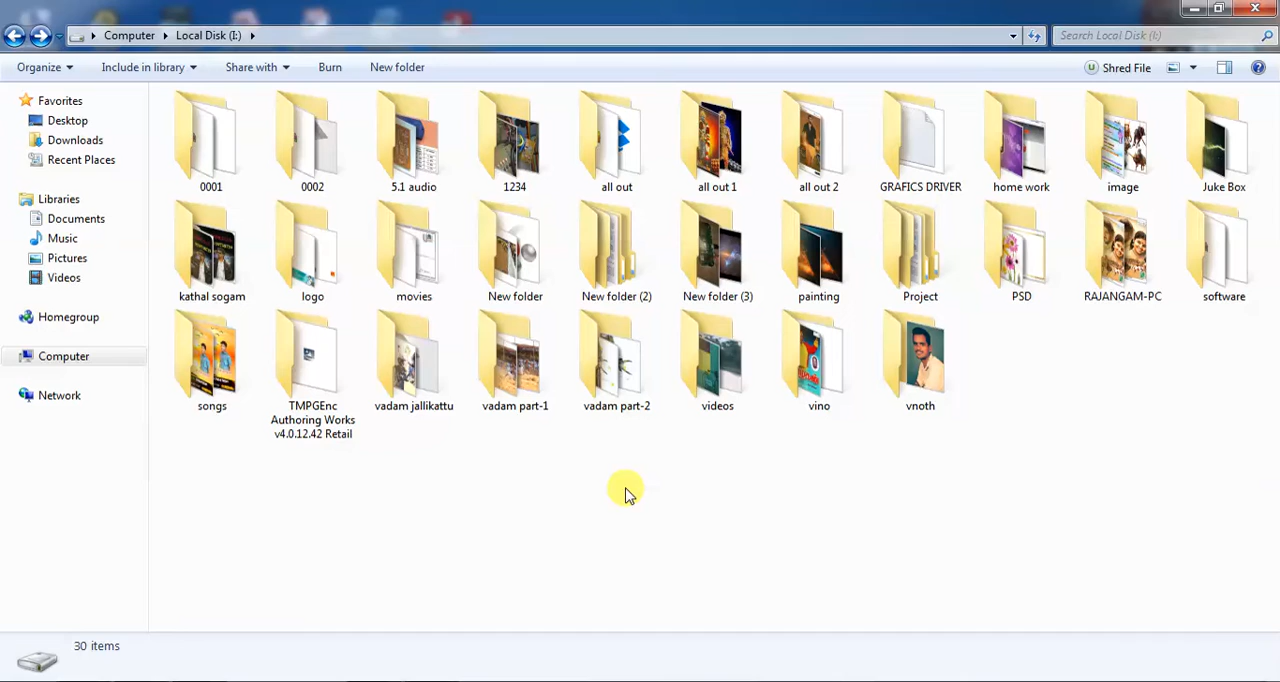 Computer Local Disk (I:)
Search Local Disk (I:)
Organize Include in library Share with Burn New folder Shred File
Favorites
Desktop
Downloads
Recent Places
Libraries
Documents
Music
Pictures
Videos
Homegroup
Computer
Network
0001 0002 5.1 audio 1234 all out all out 1 all out 2 GRAFICS DRIVER home work image Juke Box
kathal sogam logo movies New folder New folder (2) New folder (3) painting Project PSD RAJANGAM-PC software
songs TMPGEnc vadam jallikattu vadam part-1 vadam part-2 videos vino vnoth
Authoring Works
v4.0.12.42 Retail
30 items